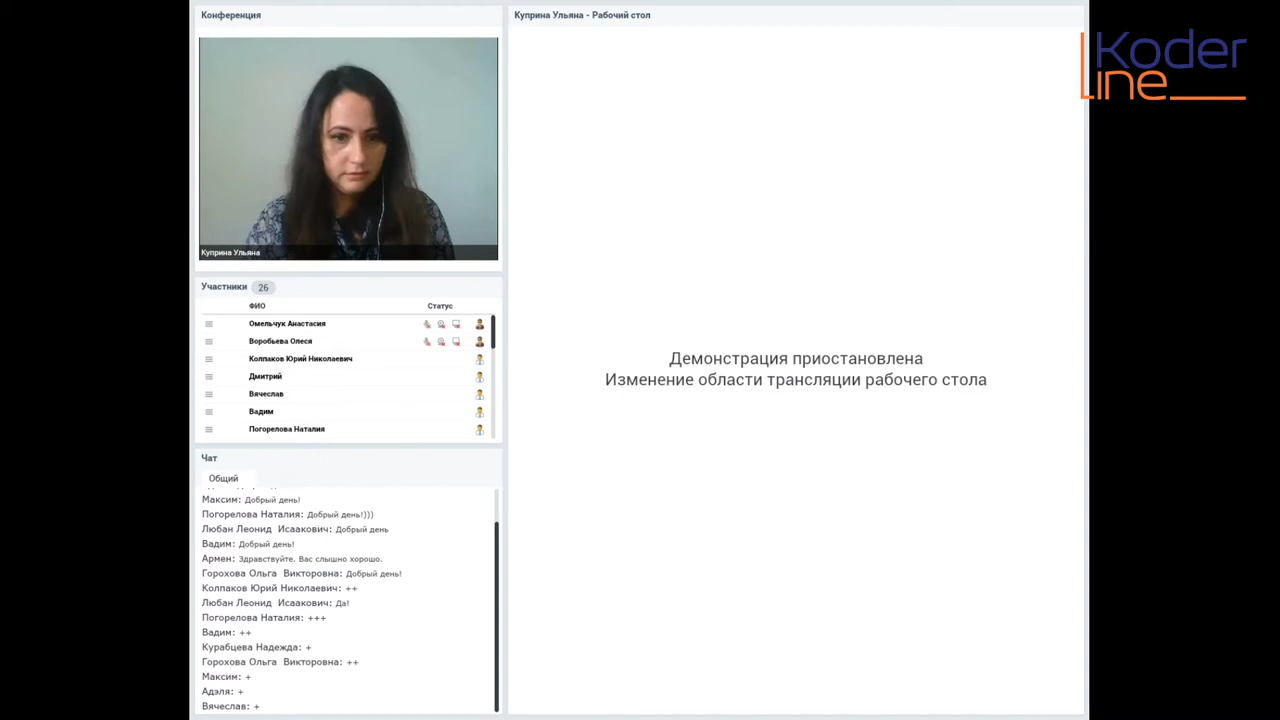 Конференция
Куприна Ульяна
Участники 26
ФИО Статус
Омельчук Анастасия
Воробьева Олеся
Колпаков Юрий Николаевич
Дмитрий
Вячеслав
Вадим
Погорелова Наталия
Чат
Общий
Максим: Добрый день!
Погорелова Наталия: Добрый день!)))
Любан Леонид Исаакович: Добрый день
Вадим: Добрый день!
Армен: Здравствуйте. Вас слышно хорошо.
Горохова Ольга Викторовна: Добрый день!
Колпаков Юрий Николаевич: ++
Любан Леонид Исаакович: Да!
Погорелова Наталия: +++
Вадим: ++
Курабцева Надежда: +
Горохова Ольга Викторовна: ++
Максим: +
Адэля: +
Вячеслав: +
Куприна Ульяна - Рабочий стол
Демонстрация приостановлена
Изменение области трансляции рабочего стола
Koder
Line